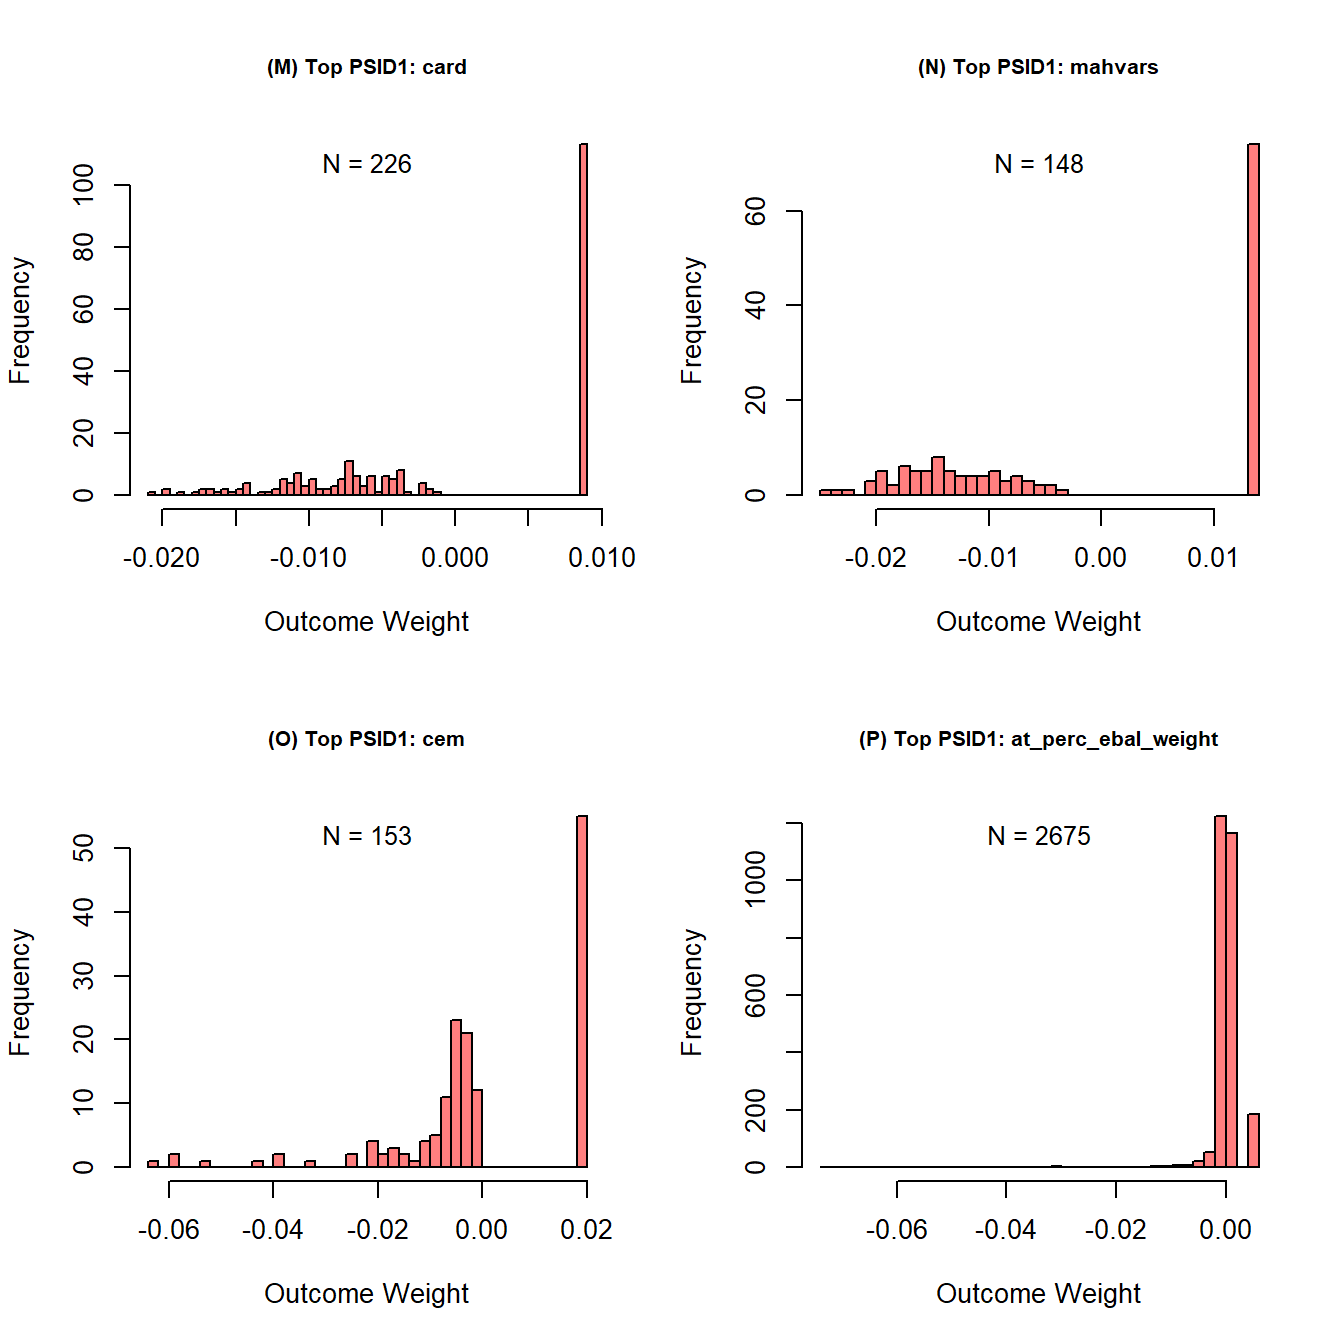 (M) Top PSID1: card
N = 226
Frequency
0
20
40
60
80
100
-0.020
-0.010
0.000
0.010
Outcome Weight
(N) Top PSID1: mahvars
N = 148
Frequency
0
20
40
60
-0.02
-0.01
0.00
0.01
Outcome Weight
(O) Top PSID1: cem
N = 153
Frequency
0
10
20
30
40
50
-0.06
-0.04
-0.02
0.00
0.02
Outcome Weight
(P) Top PSID1: at_perc_ebal_weight
N = 2675
Frequency
0
200
600
1000
-0.06
-0.04
-0.02
0.00
Outcome Weight